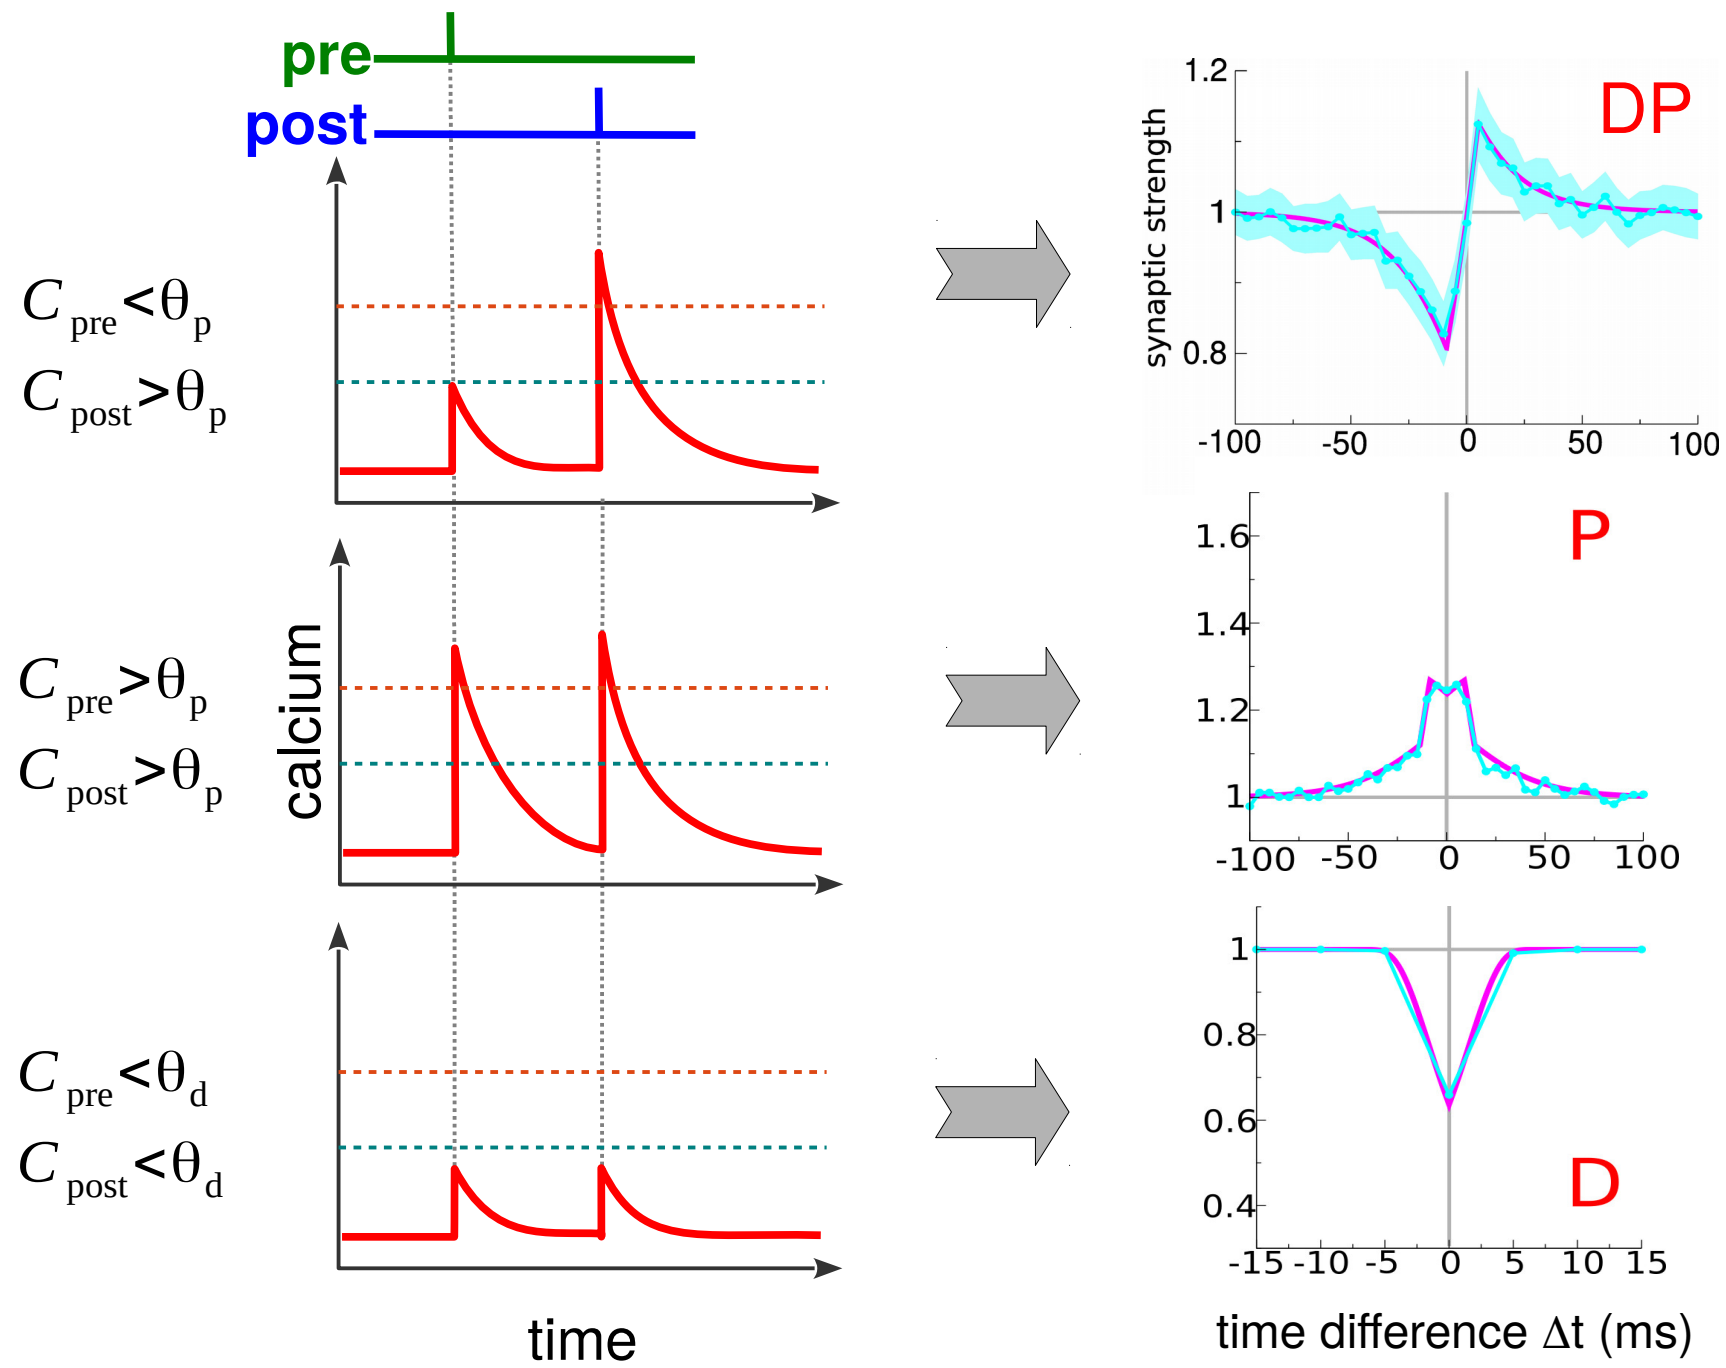 pre
post
C pre<θp
C post>θp
C pre>θp
C post>θp
C pre<θd
C post<θd
calcium
time
synaptic strength
DP
1.2
1
0.8
-100 -50 0 50 100
P
1.6
1.4
1.2
1
-100 -50 0 50 100
D
1
0.8
0.6
0.4
-15 -10 -5 0 5 10 15
time difference Δt (ms)